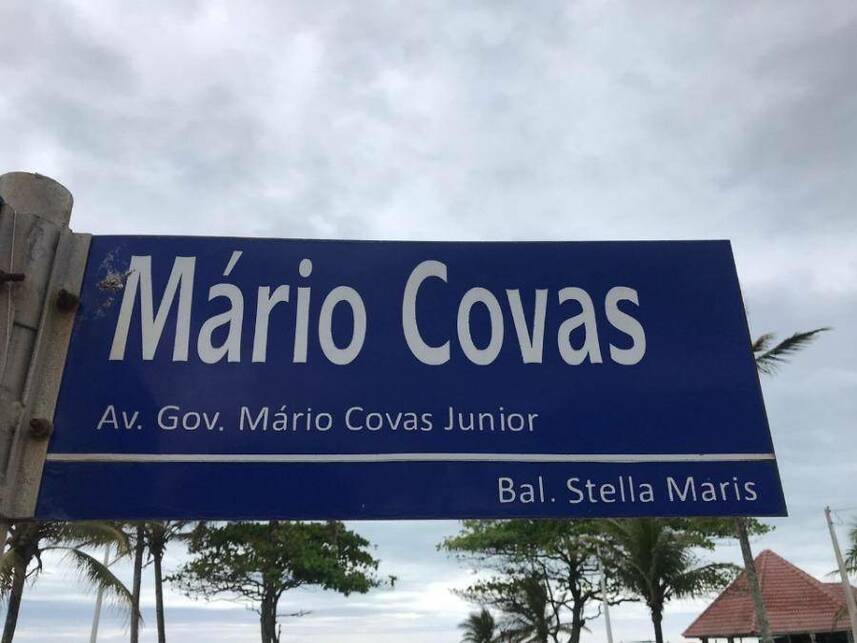 Mário Covas
Av. Gov. Mário Covas Junior
Bal. Stella Maris